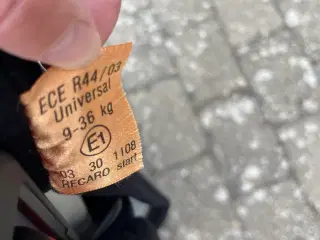 ECE R44/03
Universal
9-36 kg
E1
03 30 1108
RECARO start